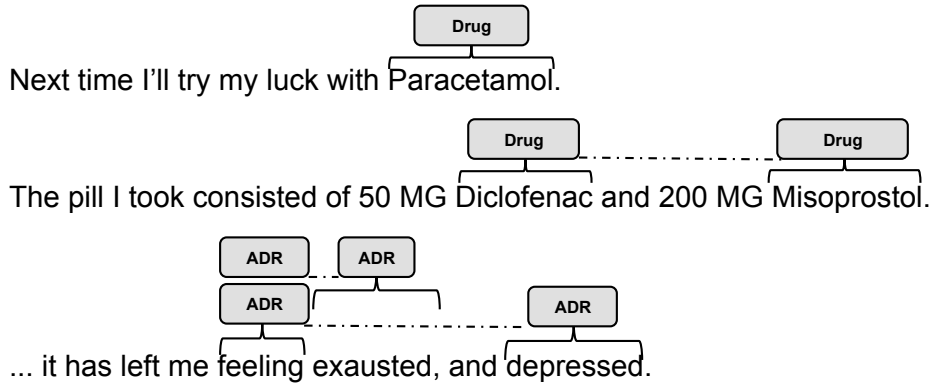 Drug
Next time I'll try my luck with Paracetamol.
Drug Drug
The pill I took consisted of 50 MG Diclofenac and 200 MG Misoprostol.
ADR ADR
ADR ADR
... it has left me feeling exausted, and depressed.